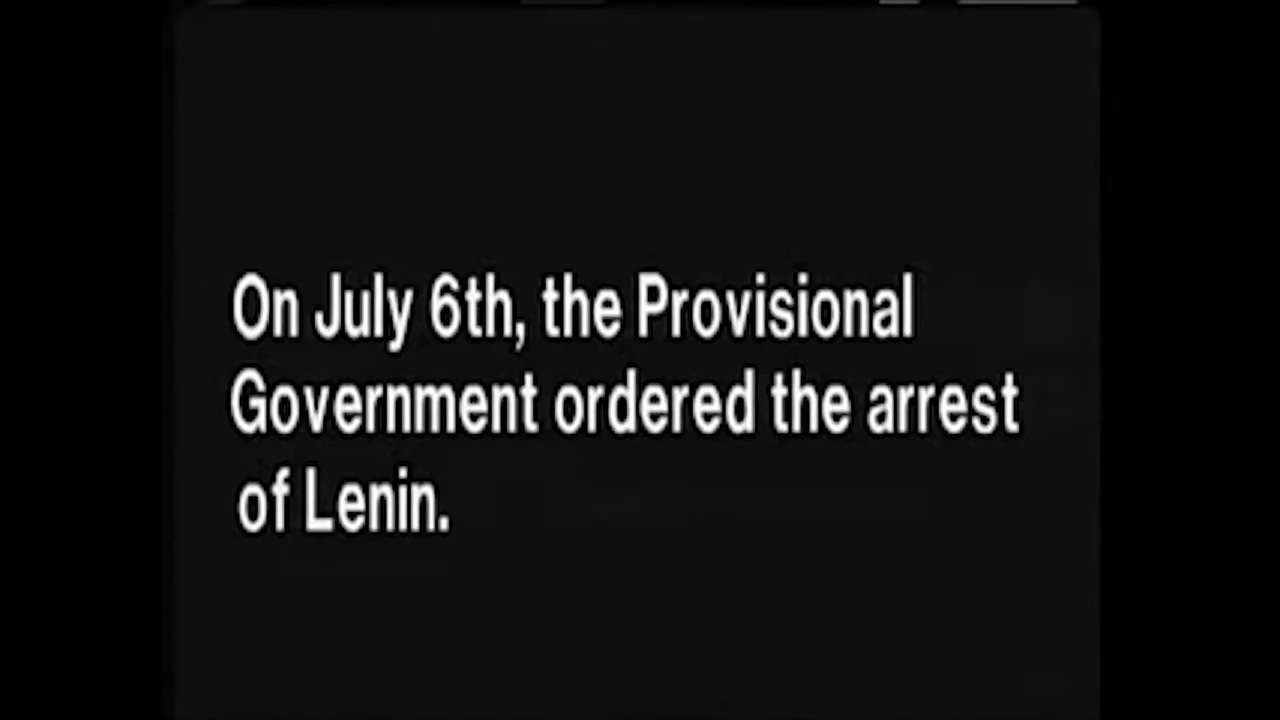 On July 6th, the Provisional
Government ordered the arrest
of Lenin.